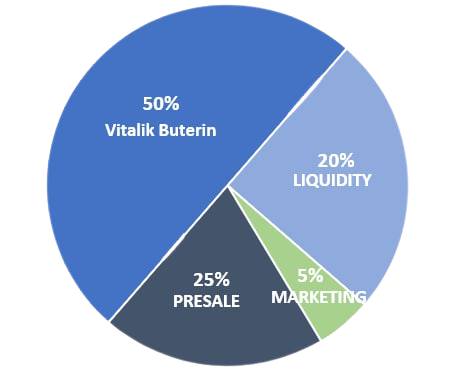 50%
Vitalik Buterin
20%
LIQUIDITY
5%
MARKETING
25%
PRESALE